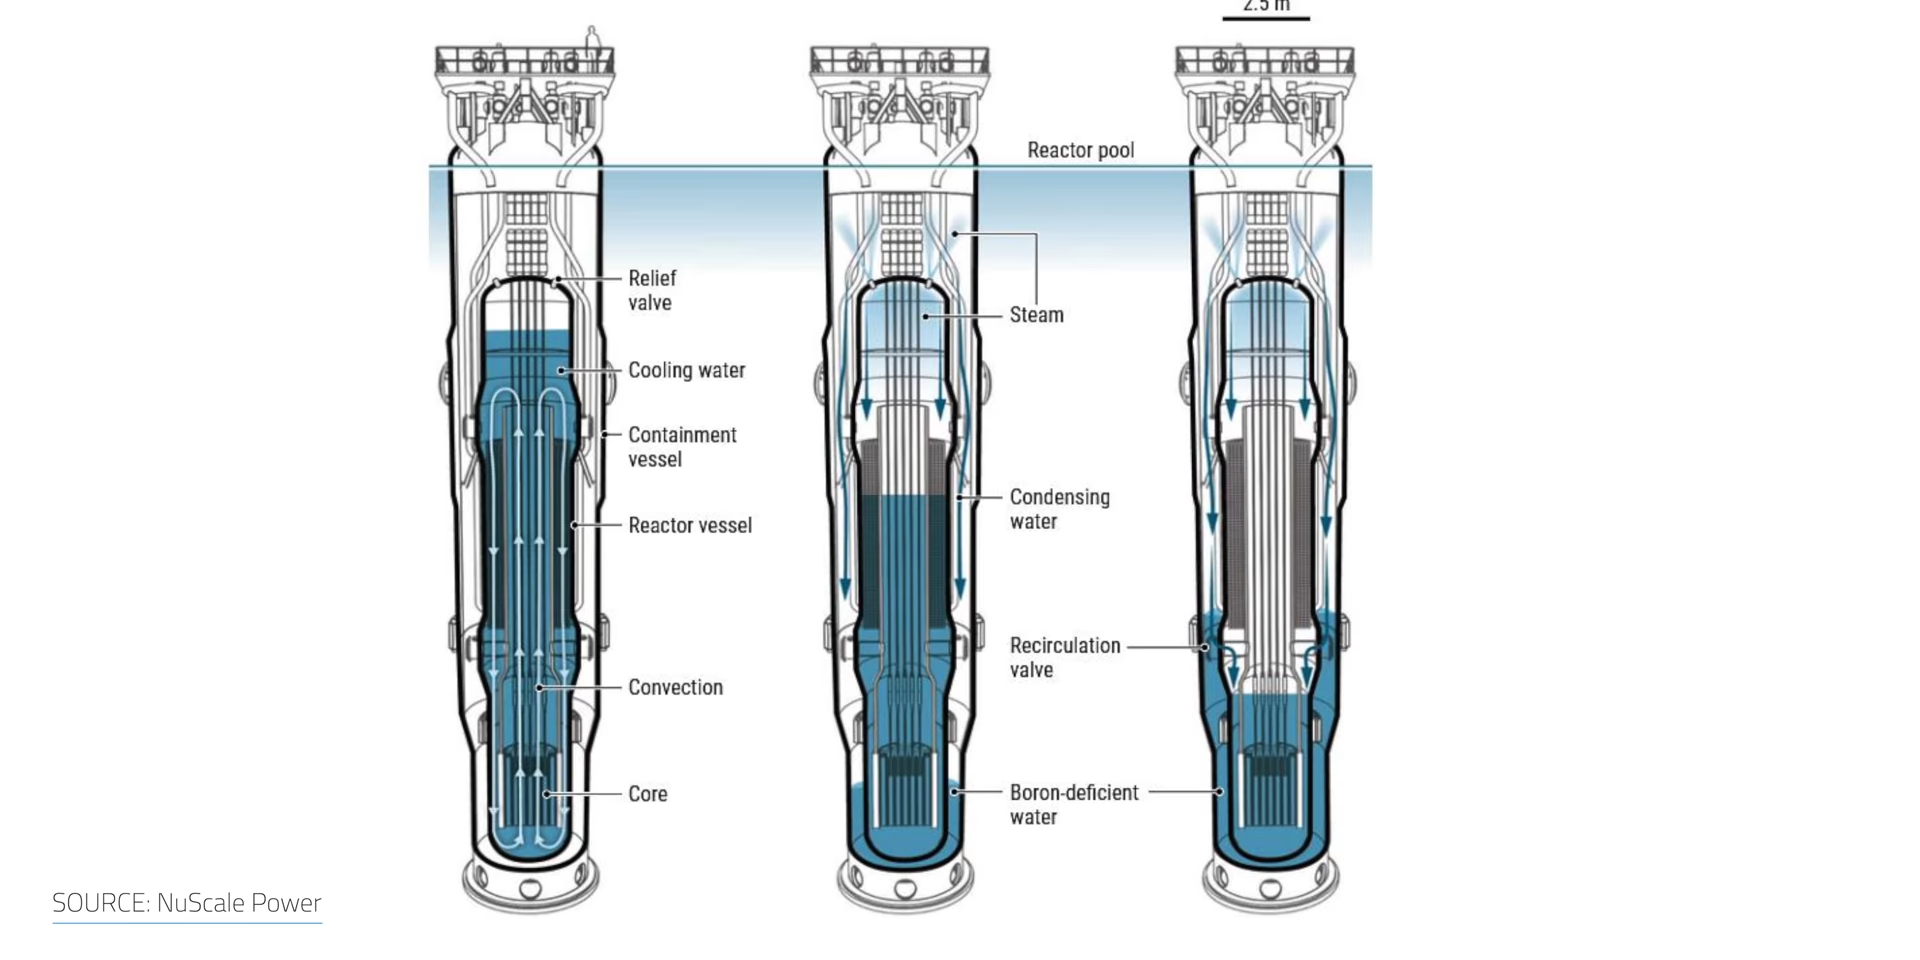 2.5 m
Reactor pool
Relief
valve
Cooling water
Containment
vessel
Reactor vessel
Convection
Core
Steam
Condensing
water
Recirculation
valve
Boron-deficient
water
SOURCE: NuScale Power